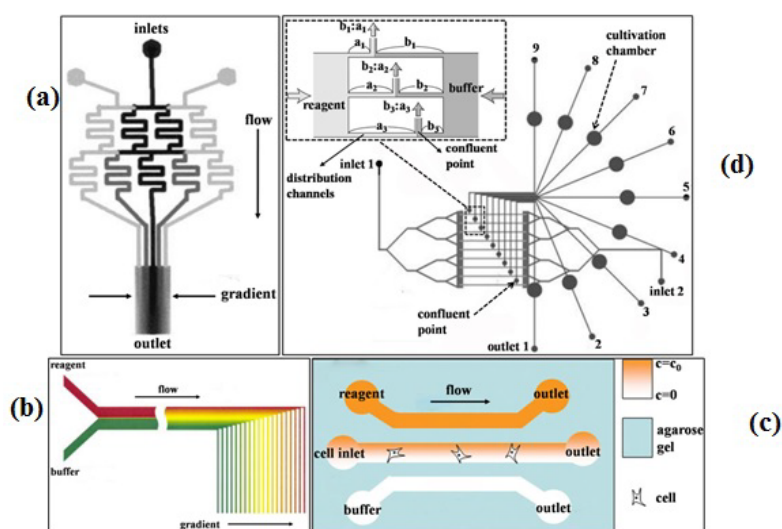 (a)
inlets
flow
gradient
outlet
b₁:a₁
a₁
b₁
b₂:a₂
a₂
b₂
reagent
buffer
b₃:a₃
a₃
b₃
distribution
channels
confluent
point
inlet 1
9
8
cultivation
chamber
7
6
5
4
inlet 2
3
2
outlet 1
confluent
point
(d)
(b)
reagent
flow
buffer
gradient
reagent
flow
outlet
cell inlet
outlet
buffer
outlet
c=c₀
c=0
agarose
gel
cell
(c)